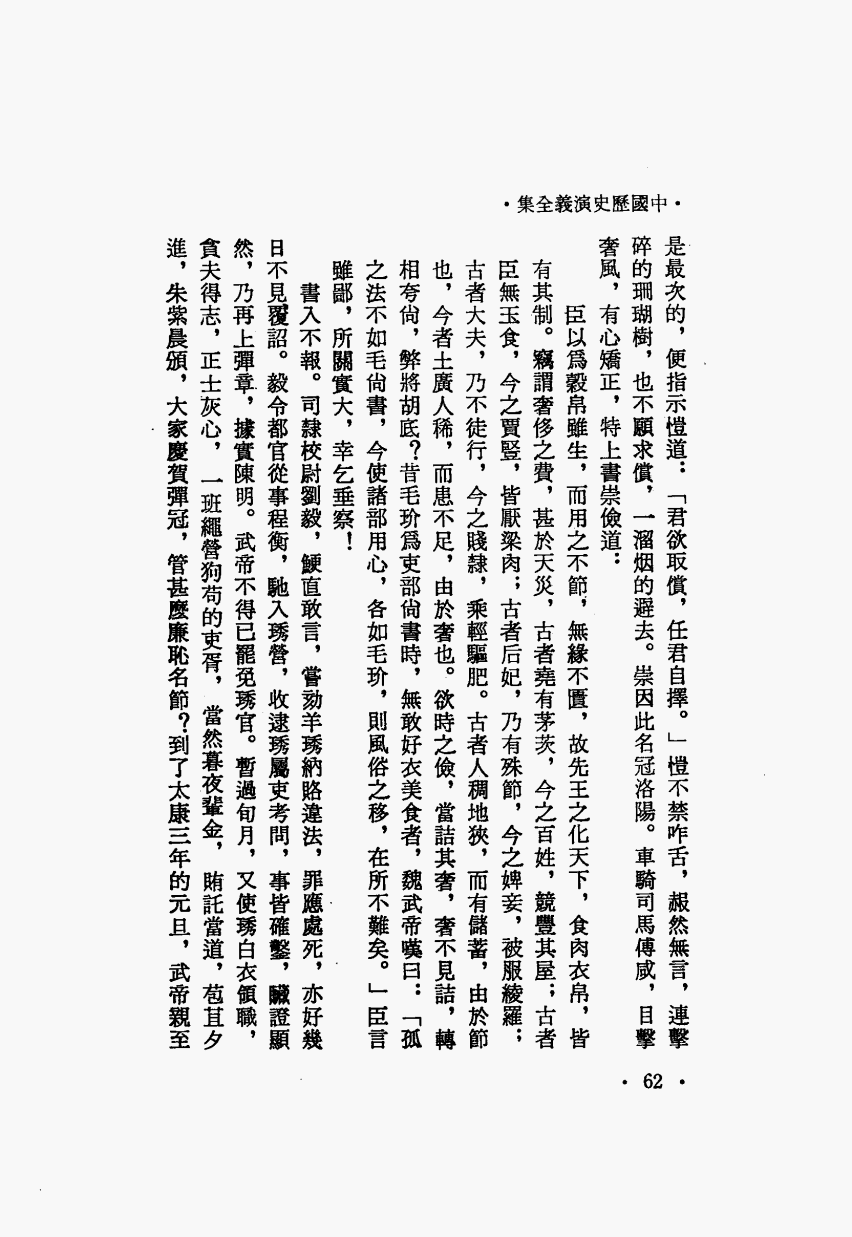 ·中國歷史演義全集·
是最次的，便指示愷道：「君欲取償，任君自擇。」愷不禁咋舌，赧然無言，連擊
碎的珊瑚樹，也不願求償，一溜烟的遯去。崇因此名冠洛陽。車騎司馬傅咸，目擊
奢風，有心矯正，特上書崇儉道：
臣以爲穀帛雖生，而用之不節，無緣不匱，故先王之化天下，食肉衣帛，皆
有其制。竊謂奢侈之費，甚於天災，古者堯有茅茨，今之百姓，競豐其屋；古者
臣無玉食，今之賈豎，皆厭粱肉；古者后妃，乃有殊節，今之婢妾，被服綾羅；
古者大夫，乃不徒行，今之賤隸，乘輕驅肥。古者人稠地狹，而有儲蓄，由於節
也，今者土廣人稀，而患不足，由於奢也。欲時之儉，當詰其奢，奢不見詰，轉
相夸尙，弊將胡底？昔毛玠爲吏部尙書時，無敢好衣美食者，魏武帝嘆曰：「孤
之法不如毛尙書，今使諸部用心，各如毛玠，則風俗之移，在所不難矣。」臣言
雖鄙，所關實大，幸乞垂察！
書入不報。司隸校尉劉毅，鯁直敢言，嘗劾羊琇納賂違法，罪應處死，亦好幾
日不見覆詔。毅令都官從事程衡，馳入琇營，收逮琇屬吏考問，事皆確鑿，贓證顯
然，乃再上彈章，據實陳明。武帝不得已罷免琇官。暫過旬月，又使琇白衣領職，
貪夫得志，正士灰心，一班蠅營狗苟的吏胥，當然暮夜輦金，賄託當道，苞苴夕
進，朱紫晨頒，大家慶賀彈冠，管甚麼廉恥名節？到了太康三年的元旦，武帝親至
·62·